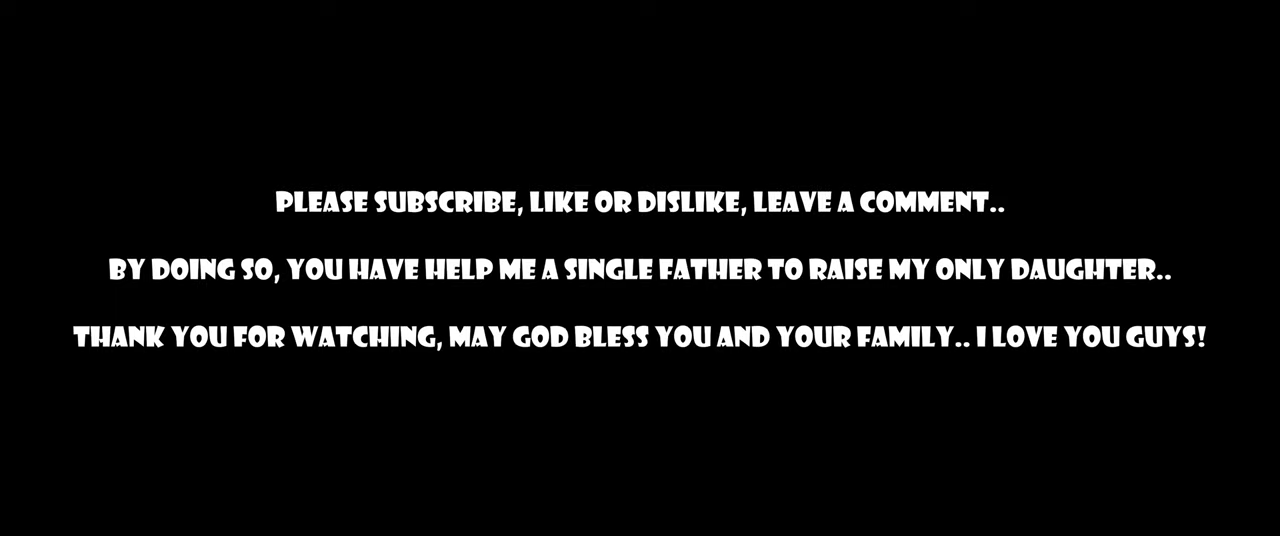 PLEASE SUBSCRIBE, LIKE OR DISLIKE, LEAVE A COMMENT..
BY DOING SO, YOU HAVE HELP ME A SINGLE FATHER TO RAISE MY ONLY DAUGHTER..
THANK YOU FOR WATCHING, MAY GOD BLESS YOU AND YOUR FAMILY.. I LOVE YOU GUYS!